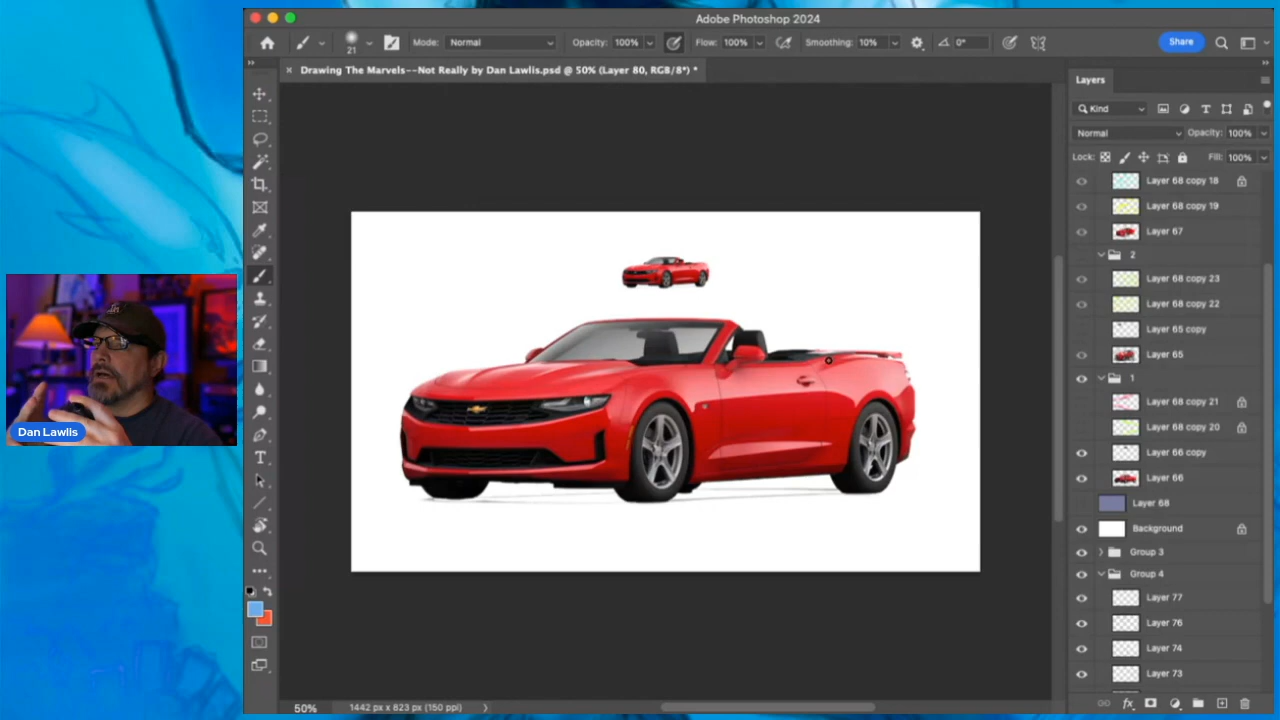 Adobe Photoshop 2024
21
Mode: Normal
Opacity: 100%
Flow: 100%
Smoothing: 10%
0°
Share
Drawing The Marvels--Not Really by Dan Lawlis.psd @ 50% (Layer 80, RGB/8*) *
Layers
Kind
Normal
Opacity: 100%
Lock:
Fill: 100%
Layer 68 copy 18
Layer 68 copy 19
Layer 67
2
Layer 68 copy 23
Layer 68 copy 22
Layer 65 copy
Layer 65
1
Layer 68 copy 21
Layer 68 copy 20
Layer 66 copy
Layer 66
Layer 68
Background
Group 3
Group 4
Layer 77
Layer 76
Layer 74
Layer 73
Dan Lawlis
50%
1442 px x 823 px (150 ppi)